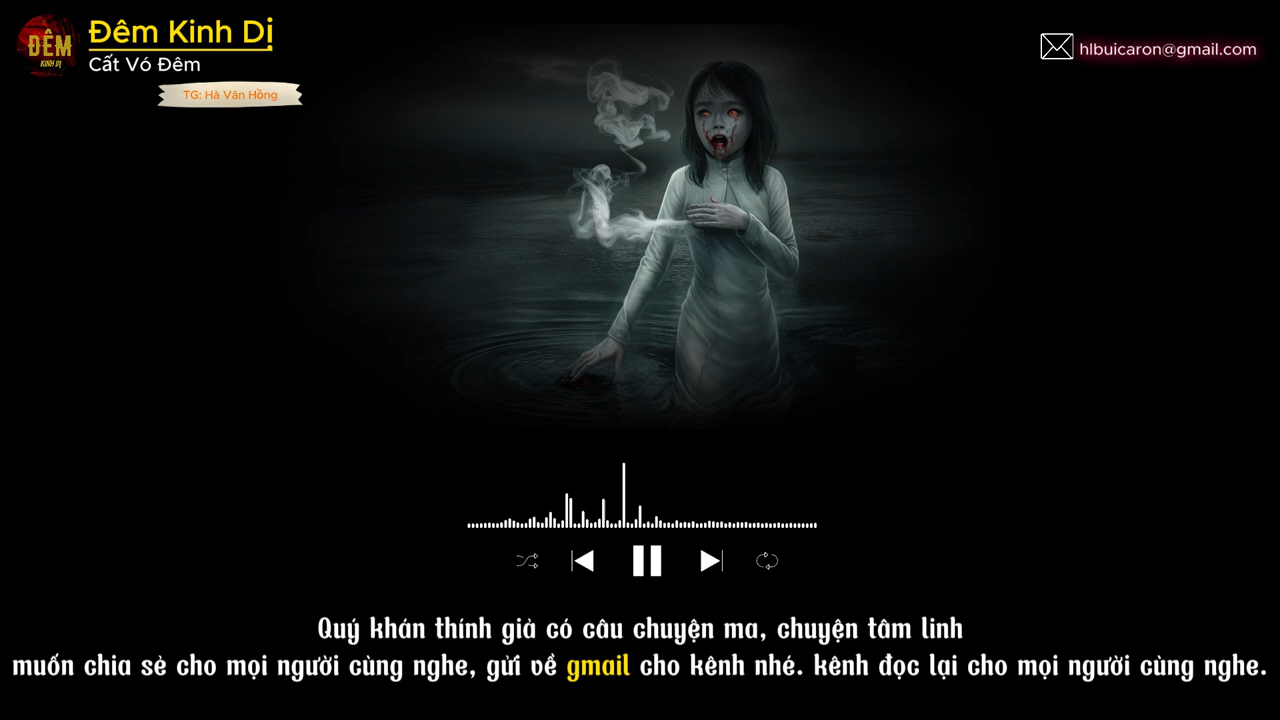 ĐÊM
KINH DỊ
Đêm Kinh Dị
Cất Vó Đêm
TG: Hà Văn Hồng
hlbuicaron@gmail.com
Quý khán thính giả có câu chuyện ma, chuyện tâm linh
muốn chia sẻ cho mọi người cùng nghe, gửi về gmail cho kênh nhé. kênh đọc lại cho mọi người cùng nghe.